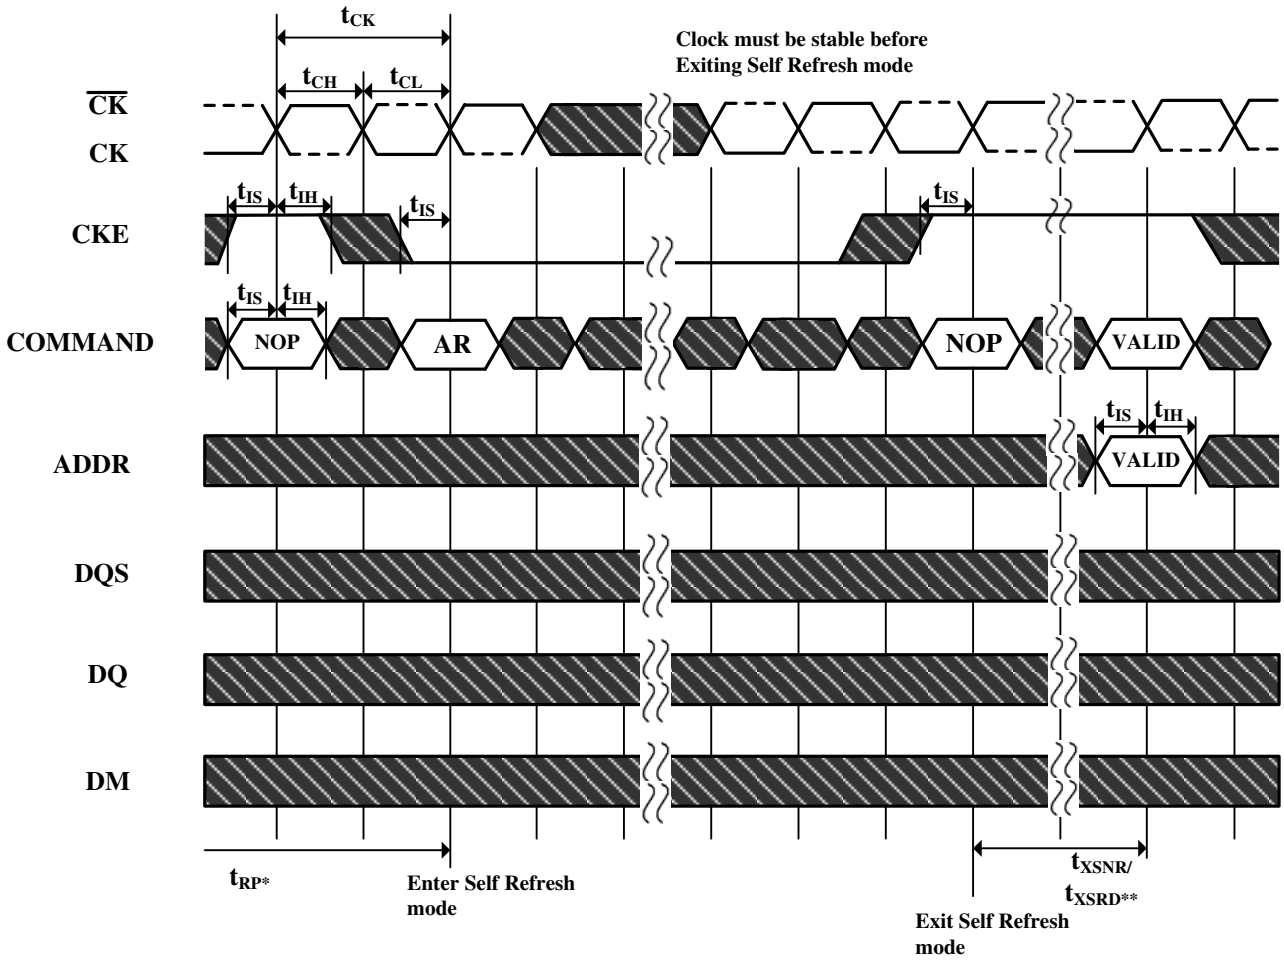 tCK
Clock must be stable before
Exiting Self Refresh mode
tCH tCL
CK
CK
tIS tIH tIS tIS
CKE
tIS tIH
COMMAND NOP AR NOP VALID
tIS tIH
ADDR VALID
DQS
DQ
DM
tRP*
Enter Self Refresh
mode
tXSNR/
tXSRD**
Exit Self Refresh
mode